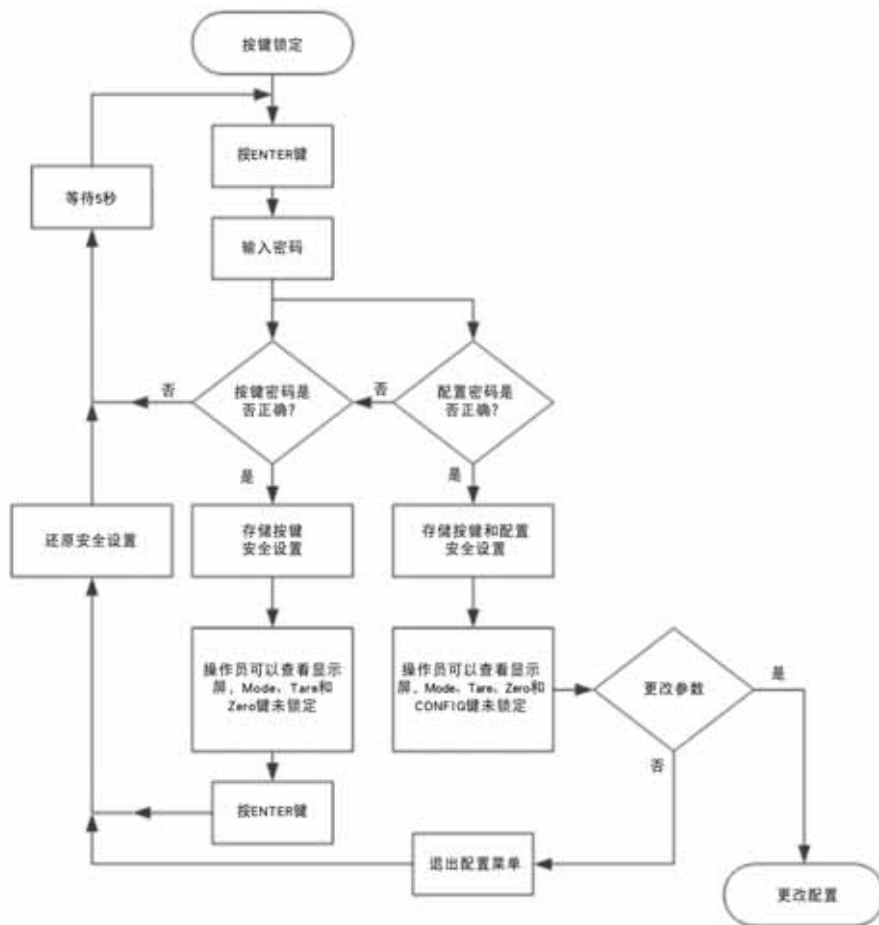 按键锁定
按ENTER键
等待5秒
输入密码
按键密码是
否正确?
配置密码是
否正确?
否
否
是
是
还原安全设置
存储按键
安全设置
存储按键和配置
安全设置
操作员可以查看显示
屏，Mode、Tare和
Zero键未锁定
操作员可以查看显示
屏，Mode、Tare、Zero和
CONFIG键未锁定
更改参数
是
否
按ENTER键
退出配置菜单
更改配置